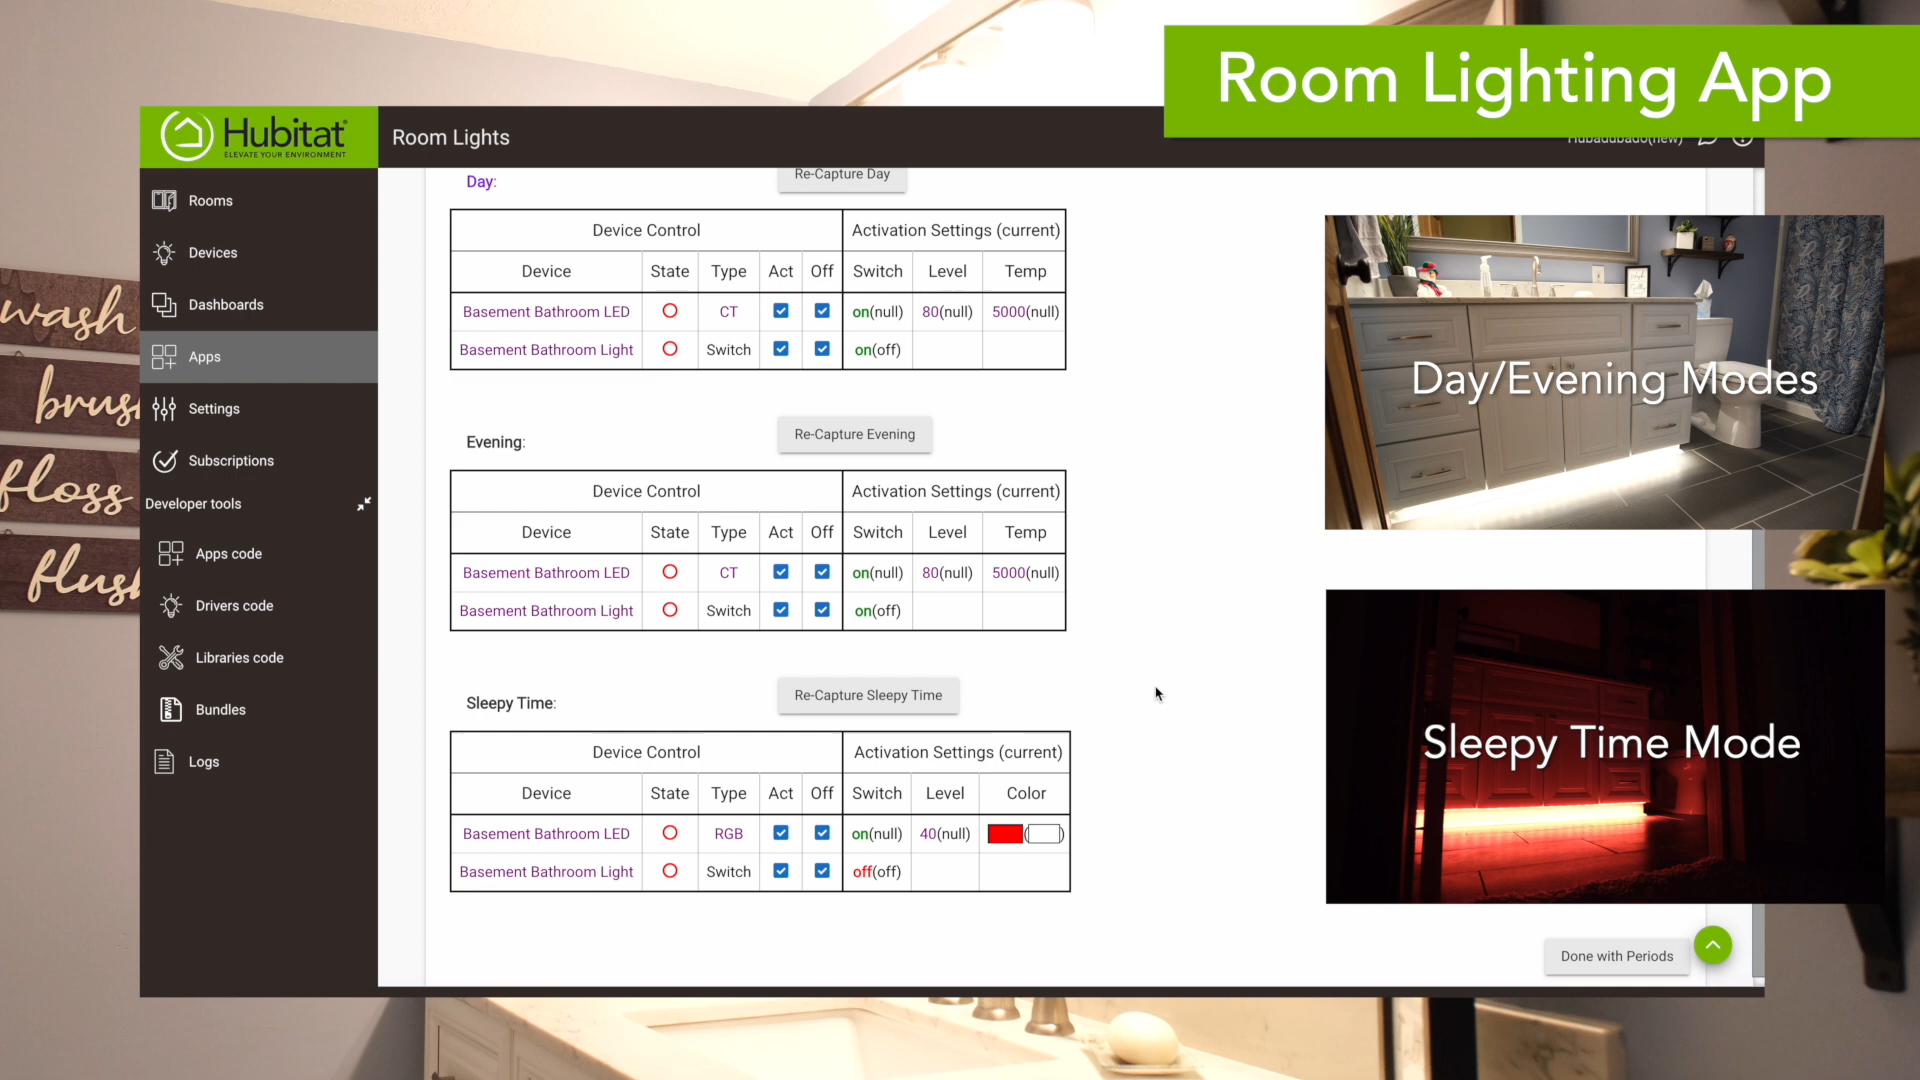 Room Lighting App
Hubitat®
ELEVATE YOUR ENVIRONMENT
Room Lights
Hubadubado(new)
Rooms
Devices
Dashboards
Apps
Settings
Subscriptions
Developer tools
Apps code
Drivers code
Libraries code
Bundles
Logs
Day:
Re-Capture Day
Device Control Activation Settings (current)
Device State Type Act Off Switch Level Temp
Basement Bathroom LED CT on(null) 80(null) 5000(null)
Basement Bathroom Light Switch on(off)
Evening:
Re-Capture Evening
Device Control Activation Settings (current)
Device State Type Act Off Switch Level Temp
Basement Bathroom LED CT on(null) 80(null) 5000(null)
Basement Bathroom Light Switch on(off)
Sleepy Time:
Re-Capture Sleepy Time
Device Control Activation Settings (current)
Device State Type Act Off Switch Level Color
Basement Bathroom LED RGB on(null) 40(null) ( )
Basement Bathroom Light Switch off(off)
Done with Periods
Day/Evening Modes
Sleepy Time Mode
wash
brush
floss
flush